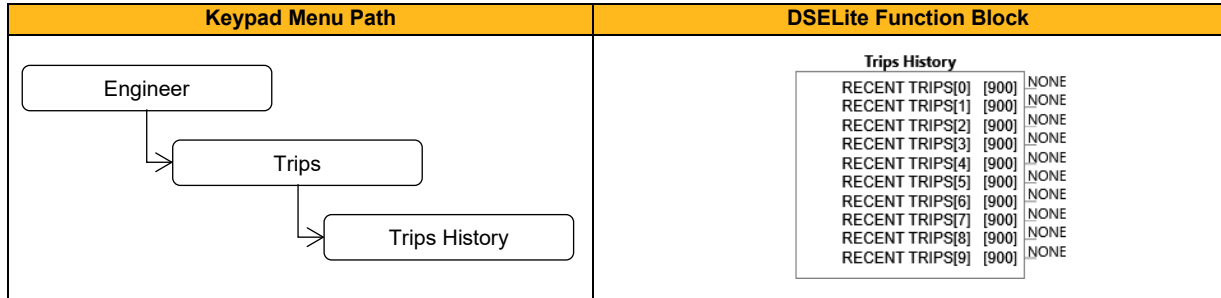 Keypad Menu Path
DSELite Function Block
Engineer
Trips
Trips History
Trips History
RECENT TRIPS[0] [900] NONE
RECENT TRIPS[1] [900] NONE
RECENT TRIPS[2] [900] NONE
RECENT TRIPS[3] [900] NONE
RECENT TRIPS[4] [900] NONE
RECENT TRIPS[5] [900] NONE
RECENT TRIPS[6] [900] NONE
RECENT TRIPS[7] [900] NONE
RECENT TRIPS[8] [900] NONE
RECENT TRIPS[9] [900] NONE